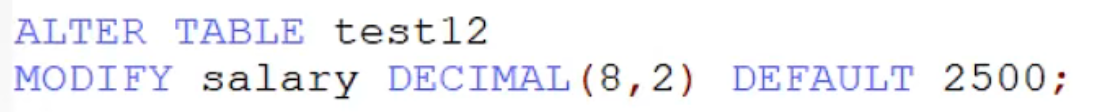 ALTER TABLE test12
MODIFY salary DECIMAL(8,2) DEFAULT 2500;